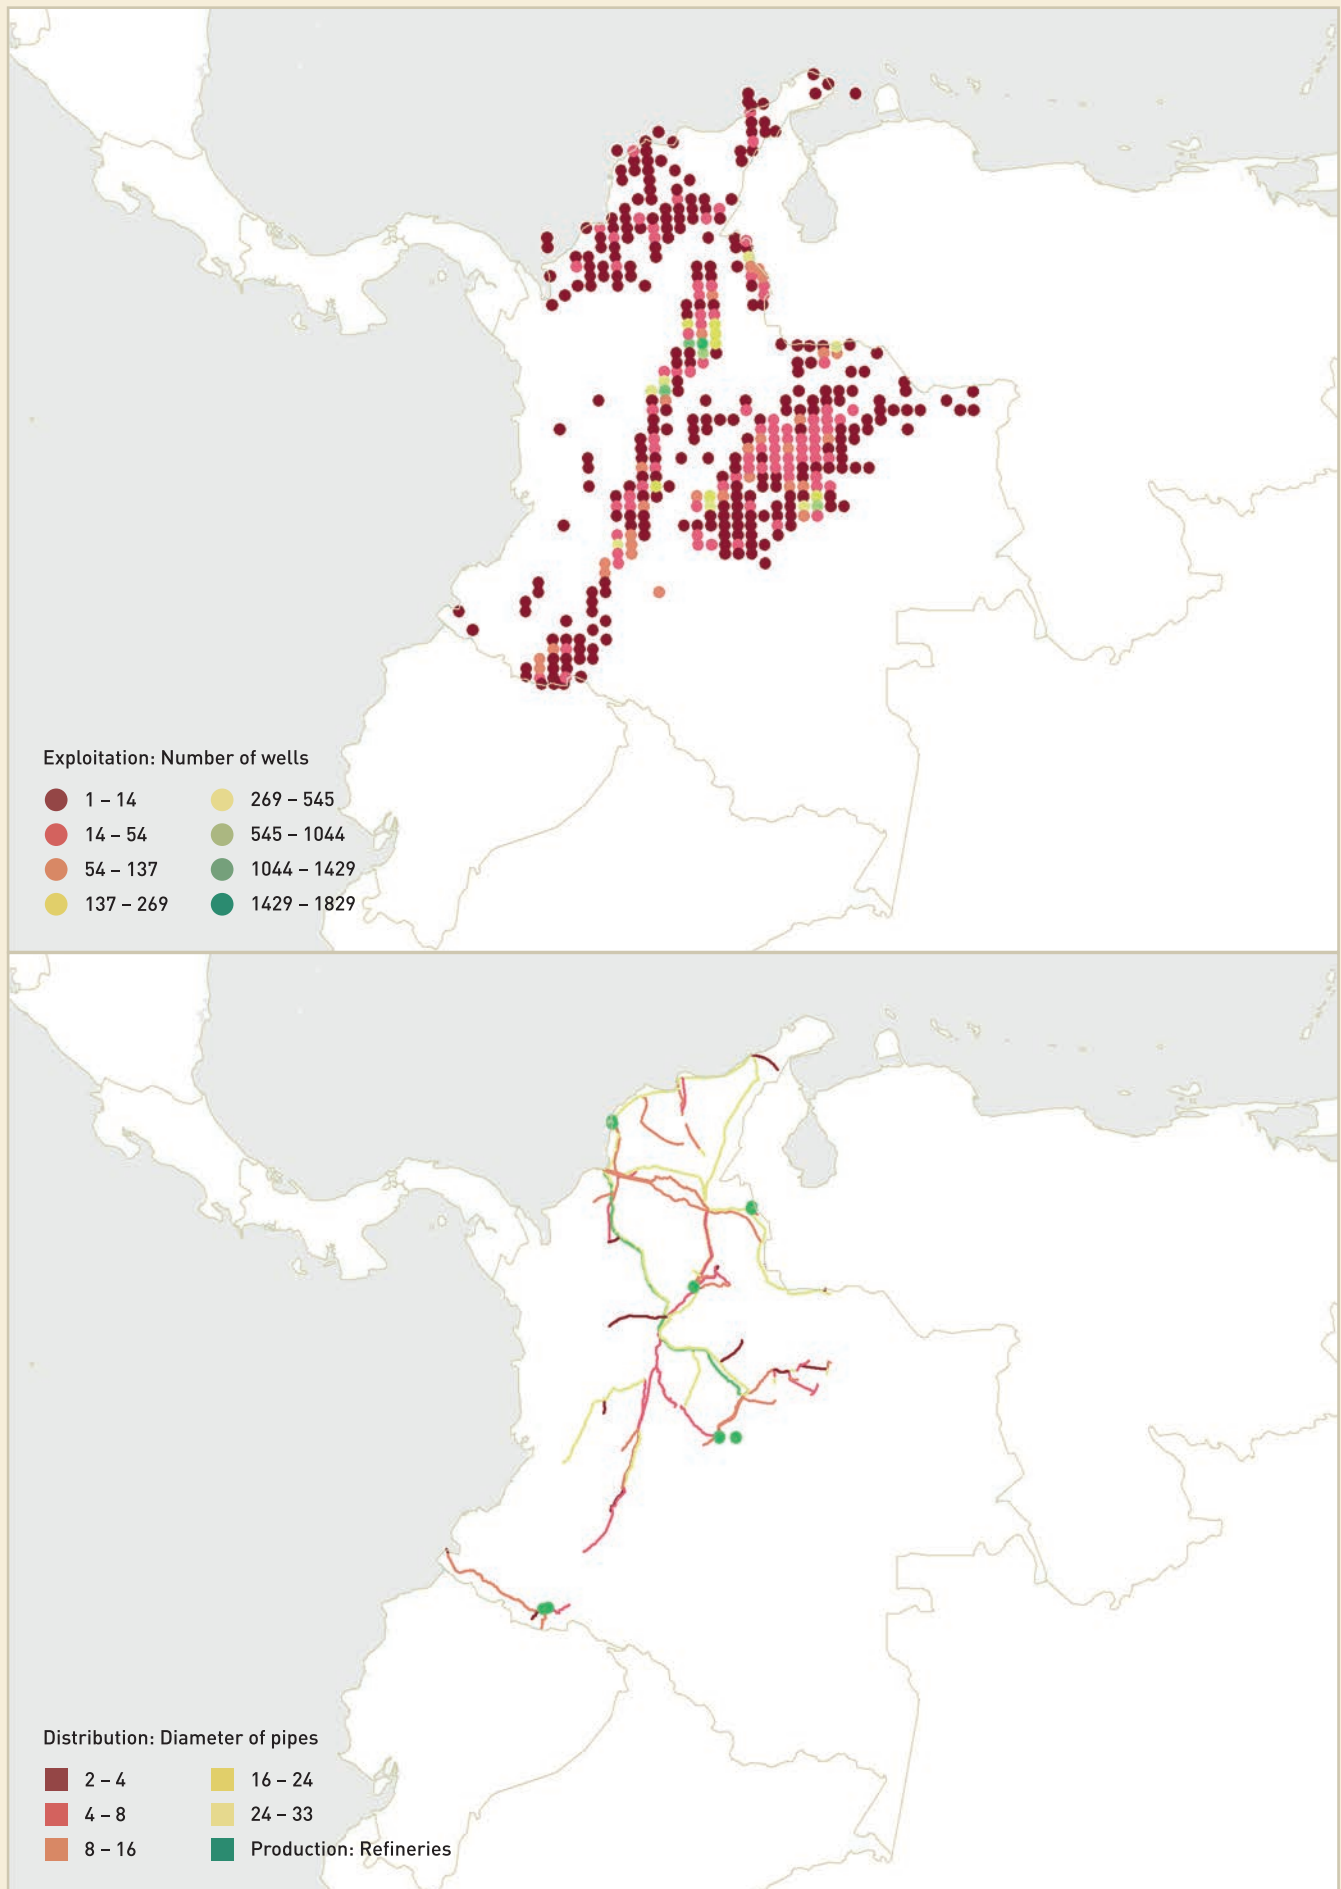 Exploitation: Number of wells
1 – 14
269 – 545
14 – 54
545 – 1044
54 – 137
1044 – 1429
137 – 269
1429 – 1829
Distribution: Diameter of pipes
2 – 4
16 – 24
4 – 8
24 – 33
8 – 16
Production: Refineries